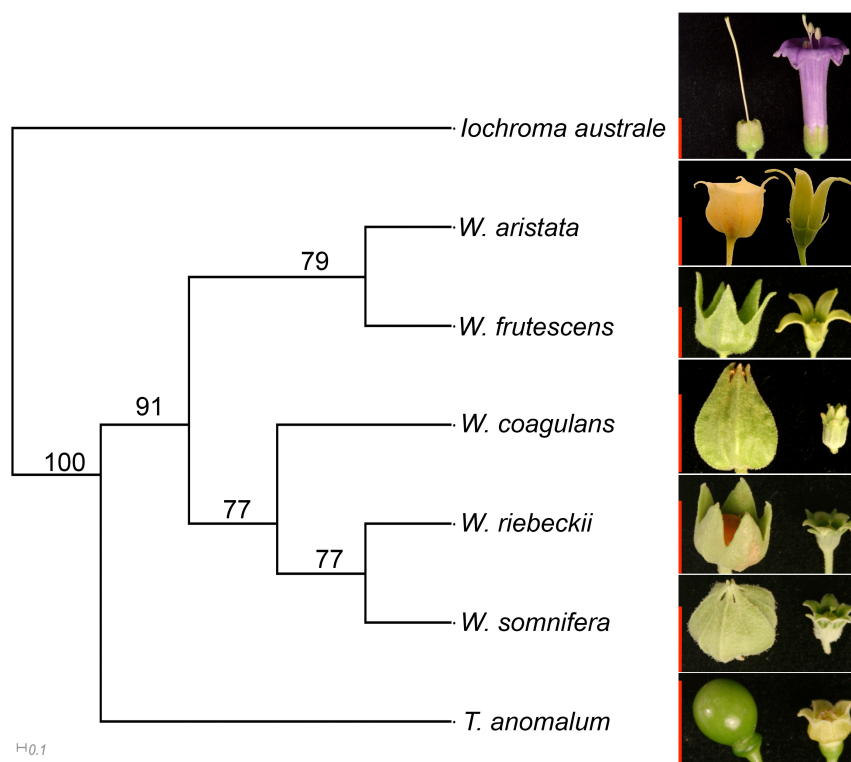 Iochroma australe
W. aristata
79
W. frutescens
91
W. coagulans
100
77
W. riebeckii
77
W. somnifera
T. anomalum
0.1